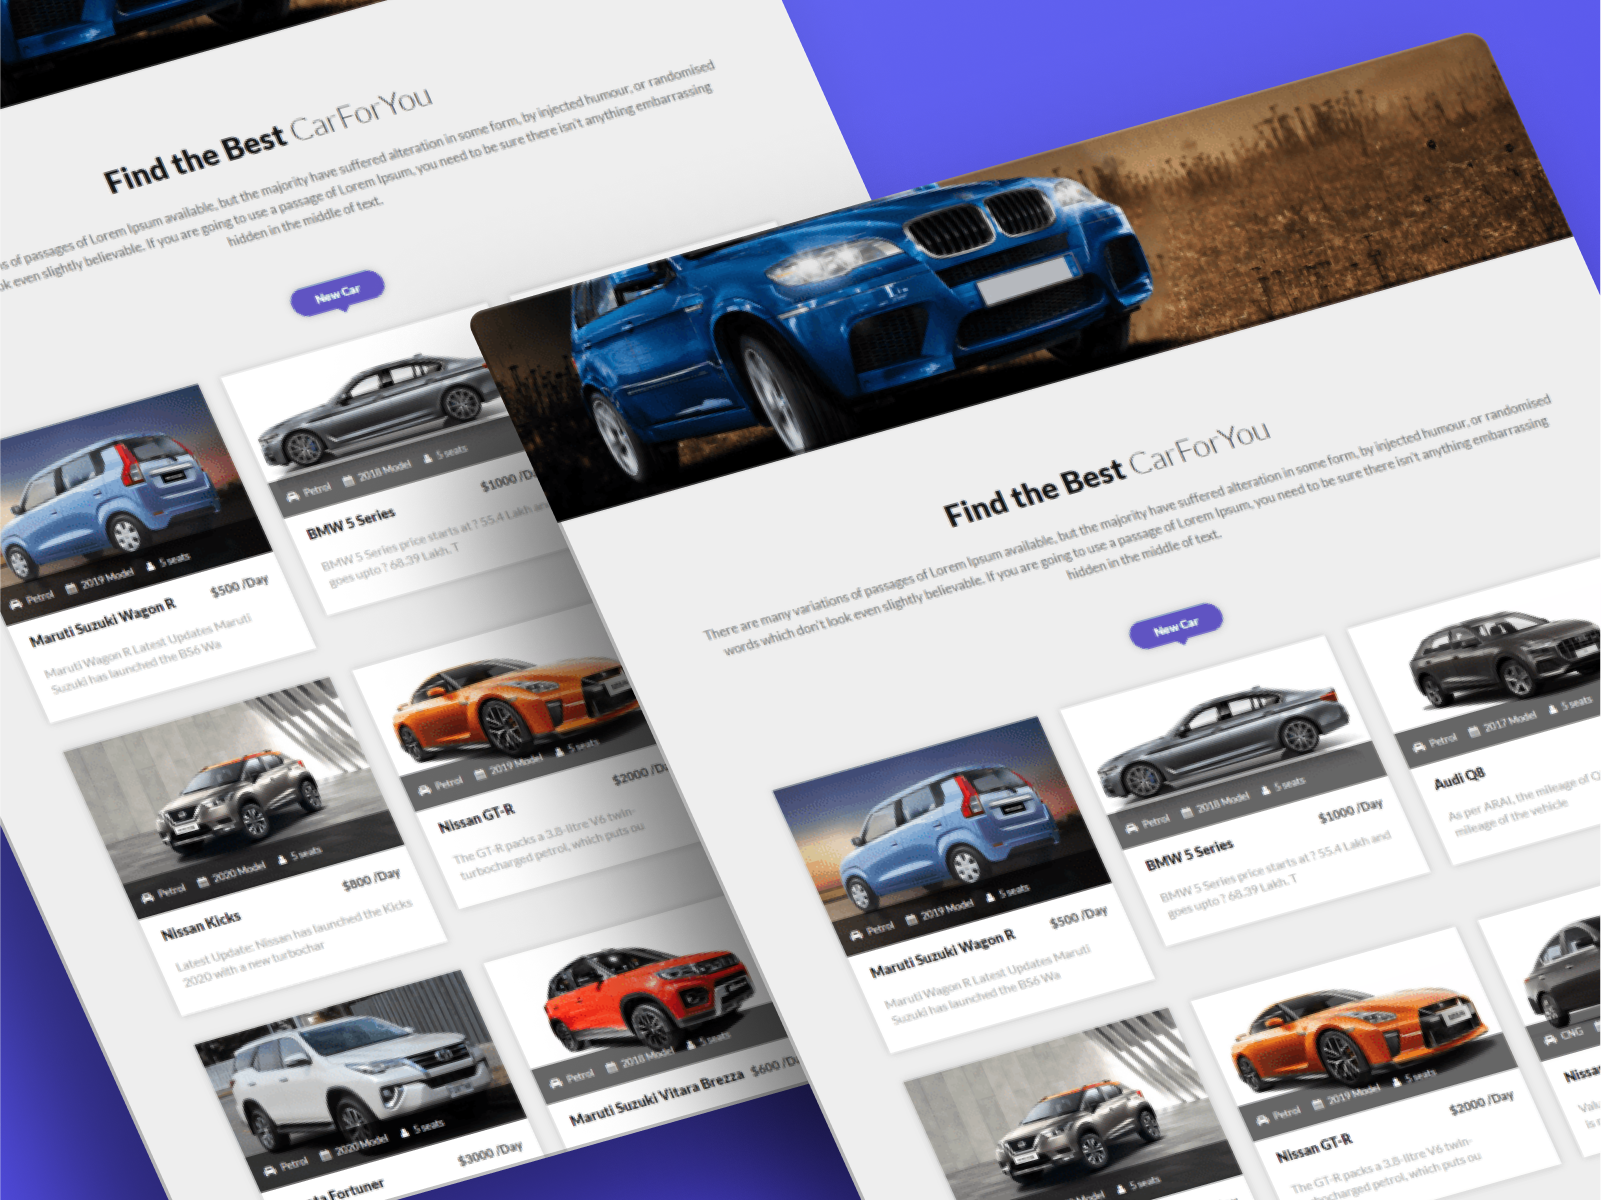 Find the Best CarForYou
of passages of Lorem Ipsum available, but the majority have suffered alteration in some form, by injected humour, or randomised
even slightly believable. If you are going to use a passage of Lorem Ipsum, you need to be sure there isn't anything embarrassing
hidden in the middle of text.
New Car
Petrol 2019 Model 5 seats
Maruti Suzuki Wagon R $500 /Day
Maruti Wagon R Latest Updates Maruti
Suzuki has launched the BS6 Wa
Petrol 2018 Model 5 seats
BMW 5 Series $1000
BMW 5 Series price starts at ? 55.4 Lakh and
goes upto ? 68.39 Lakh. T
Petrol 2020 Model 5 seats
Nissan Kicks $800 /Day
Latest Update: Nissan has launched the Kicks
2020 with a new turbochar
Petrol 2019 Model 5 seats
Nissan GT-R $2000
The GT-R packs a 3.8-litre V6 twin-
turbocharged petrol, which puts ou
Petrol 2020 Model 5 seats
Fortuner $3000 /Day
Petrol 2018 Model 5 seats
Maruti Suzuki Vitara Brezza $600
Find the Best CarForYou
There are many variations of passages of Lorem Ipsum available, but the majority have suffered alteration in some form, by injected humour, or randomised
words which don't look even slightly believable. If you are going to use a passage of Lorem Ipsum, you need to be sure there isn't anything embarrassing
hidden in the middle of text.
New Car
Petrol 2019 Model 5 seats
Maruti Suzuki Wagon R $500 /Day
Maruti Wagon R Latest Updates Maruti
Suzuki has launched the BS6 Wa
Petrol 2018 Model 5 seats
BMW 5 Series $1000 /Day
BMW 5 Series price starts at ? 55.4 Lakh and
goes upto ? 68.39 Lakh. T
Petrol 2017 Model 5 seats
Audi Q8
As per ARAI, the mileage of
mileage of the vehicle
5 seats
Petrol 2019 Model 5 seats
Nissan GT-R $2000 /Day
The GT-R packs a 3.8-litre V6 twin-
turbocharged petrol, which puts ou
CNG